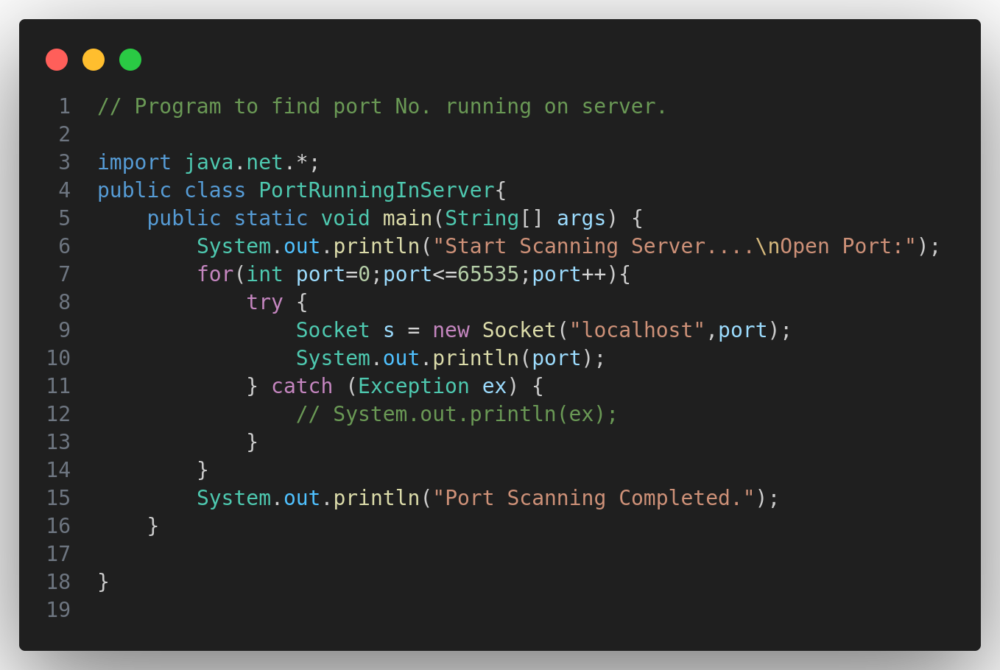 1 // Program to find port No. running on server.
2
3 import java.net.*;
4 public class PortRunningInServer{
5     public static void main(String[] args) {
6         System.out.println("Start Scanning Server....\nOpen Port:");
7         for(int port=0;port<=65535;port++){
8             try {
9                 Socket s = new Socket("localhost",port);
10                 System.out.println(port);
11             } catch (Exception ex) {
12                 // System.out.println(ex);
13             }
14         }
15         System.out.println("Port Scanning Completed.");
16     }
17
18 }
19